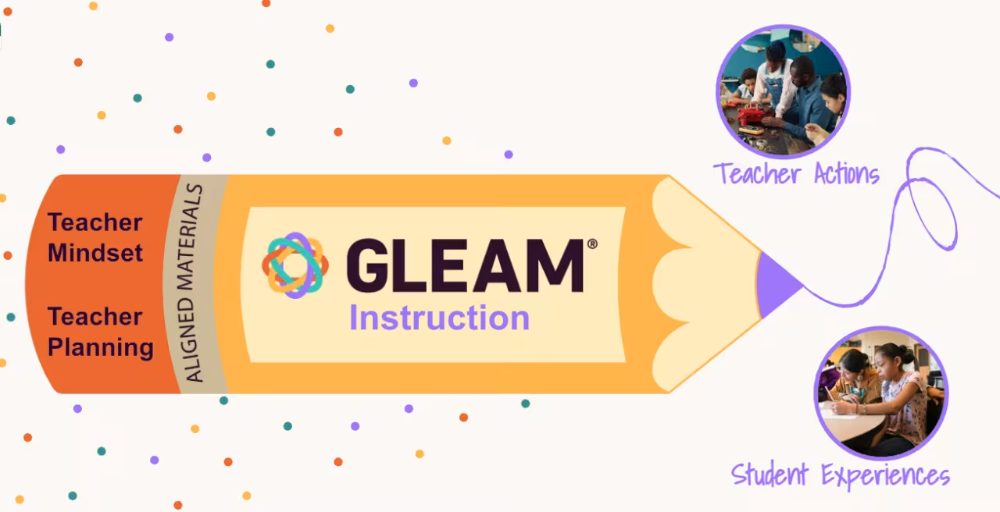 Teacher
Mindset
Teacher
Planning
ALIGNED MATERIALS
GLEAM®
Instruction
Teacher Actions
Student Experiences